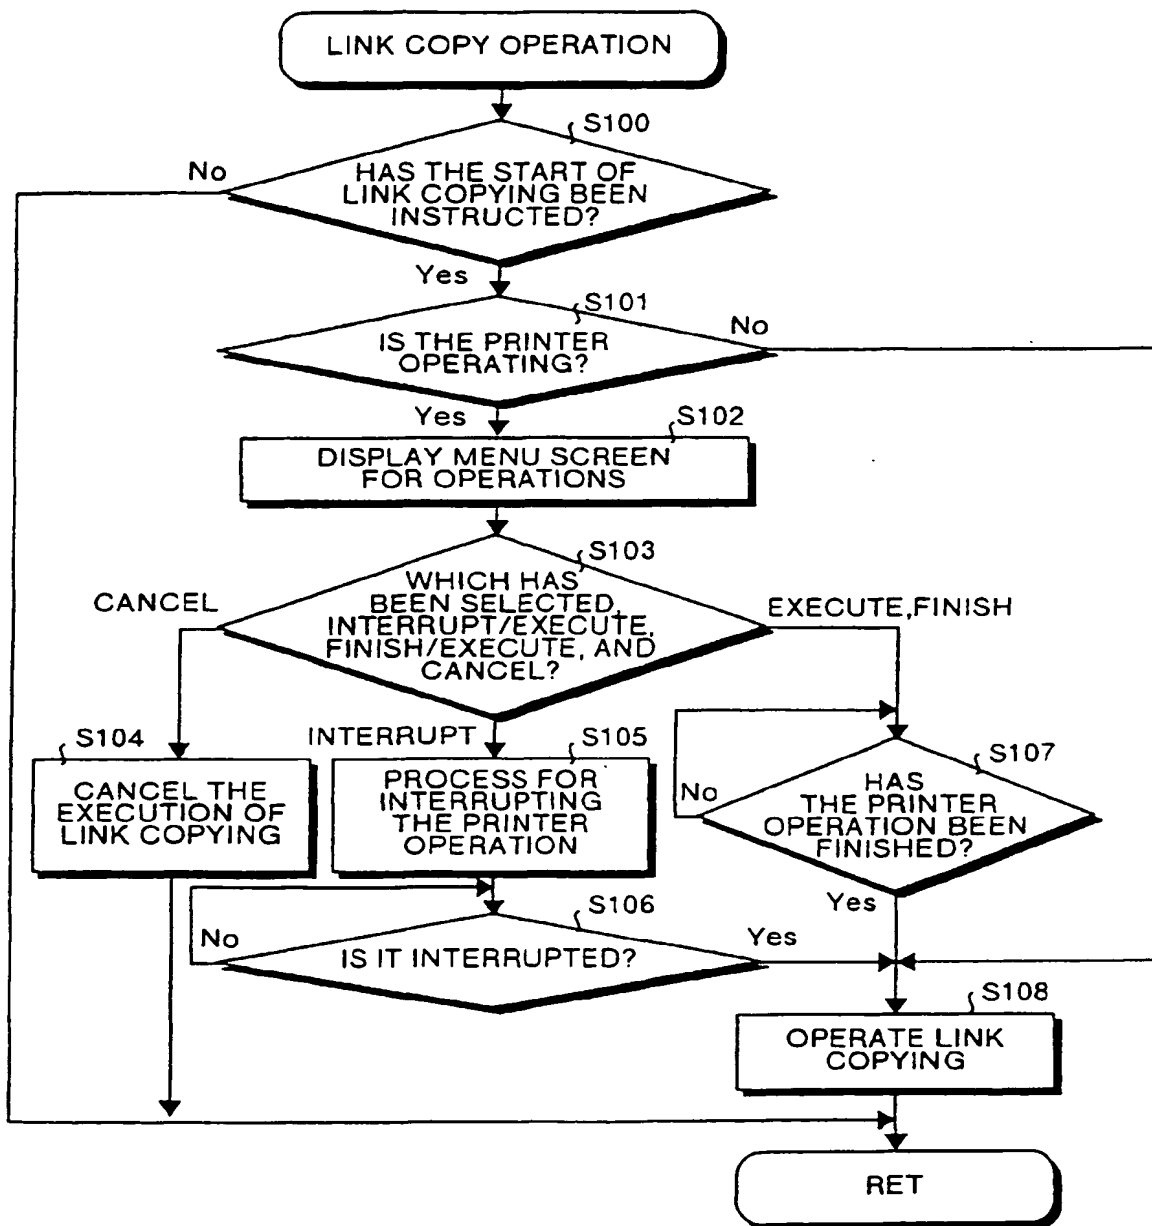 LINK COPY OPERATION
S100
No
HAS THE START OF
LINK COPYING BEEN
INSTRUCTED?
Yes
S101
No
IS THE PRINTER
OPERATING?
Yes
S102
DISPLAY MENU SCREEN
FOR OPERATIONS
S103
WHICH HAS
BEEN SELECTED,
INTERRUPT/EXECUTE,
FINISH/EXECUTE, AND
CANCEL?
CANCEL
EXECUTE,FINISH
S104
CANCEL THE
EXECUTION OF
LINK COPYING
INTERRUPT
S105
PROCESS FOR
INTERRUPTING
THE PRINTER
OPERATION
S107
No
HAS
THE PRINTER
OPERATION BEEN
FINISHED?
Yes
S106
No
IS IT INTERRUPTED?
Yes
S108
OPERATE LINK
COPYING
RET